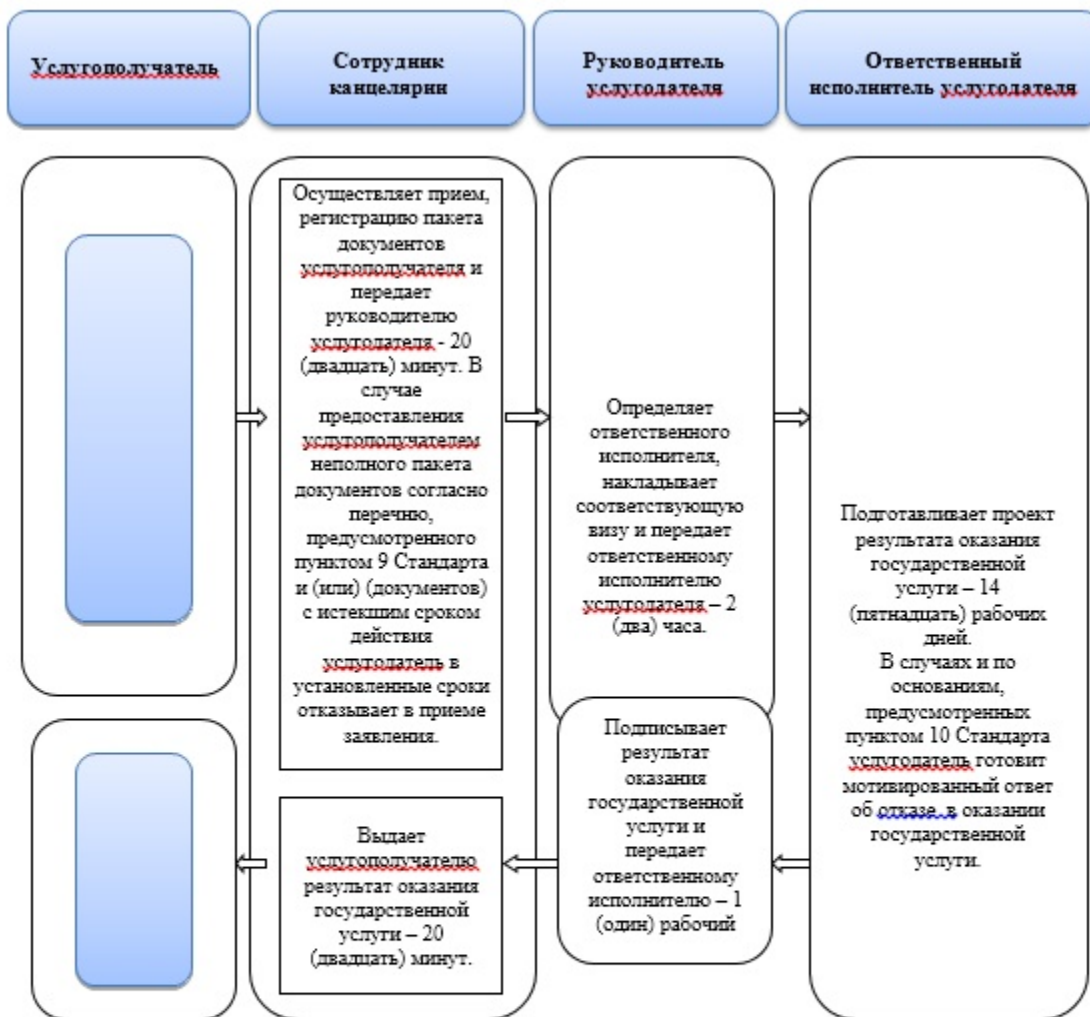 Услугополучатель
Сотрудник
канцелярии
Руководитель
услугодателя
Ответственный
исполнитель услугодателя
Осуществляет прием,
регистрацию пакета
документов
услугополучателя и
передает
руководителю
услугодателя - 20
(двадцать) минут. В
случае
предоставления
услугополучателем
неполного пакета
документов согласно
перечню,
предусмотренного
пунктом 9 Стандарта
и (или) (документов)
с истекшим сроком
действия
услугодатель в
установленные сроки
отказывает в приеме
заявления.
Определяет
ответственного
исполнителя,
накладывает
соответствующую
визу и передает
ответственному
исполнителю
услугодателя – 2
(два) часа.
Подготавливает проект
результата оказания
государственной
услуги – 14
(пятнадцать) рабочих
дней.
В случаях и по
основаниям,
предусмотренных
пунктом 10 Стандарта
услугодатель готовит
мотивированный ответ
об отказе в оказании
государственной
услуги.
Подписывает
результат
оказания
государственной
услуги и
передает
ответственному
исполнителю – 1
(один) рабочий
Выдает
услугополучателю
результат оказания
государственной
услуги – 20
(двадцать) минут.